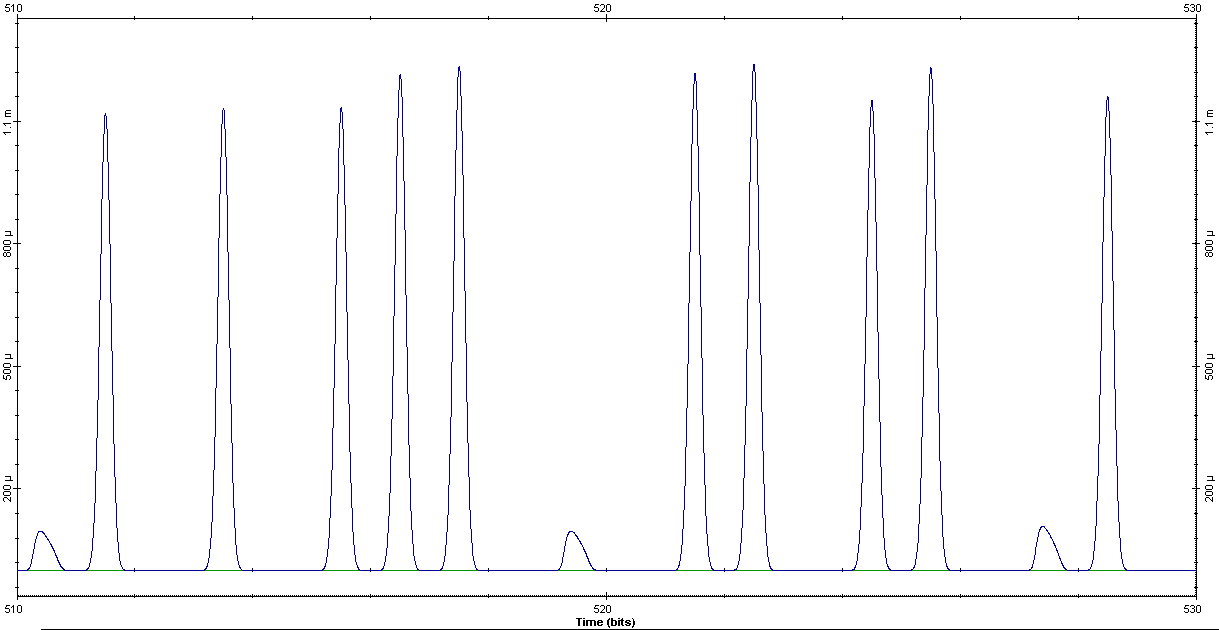 510 520 530
1.1 m 1.1 m
800 µ 800 µ
500 µ 500 µ
200 µ 200 µ
510 520 530
Time (bits)